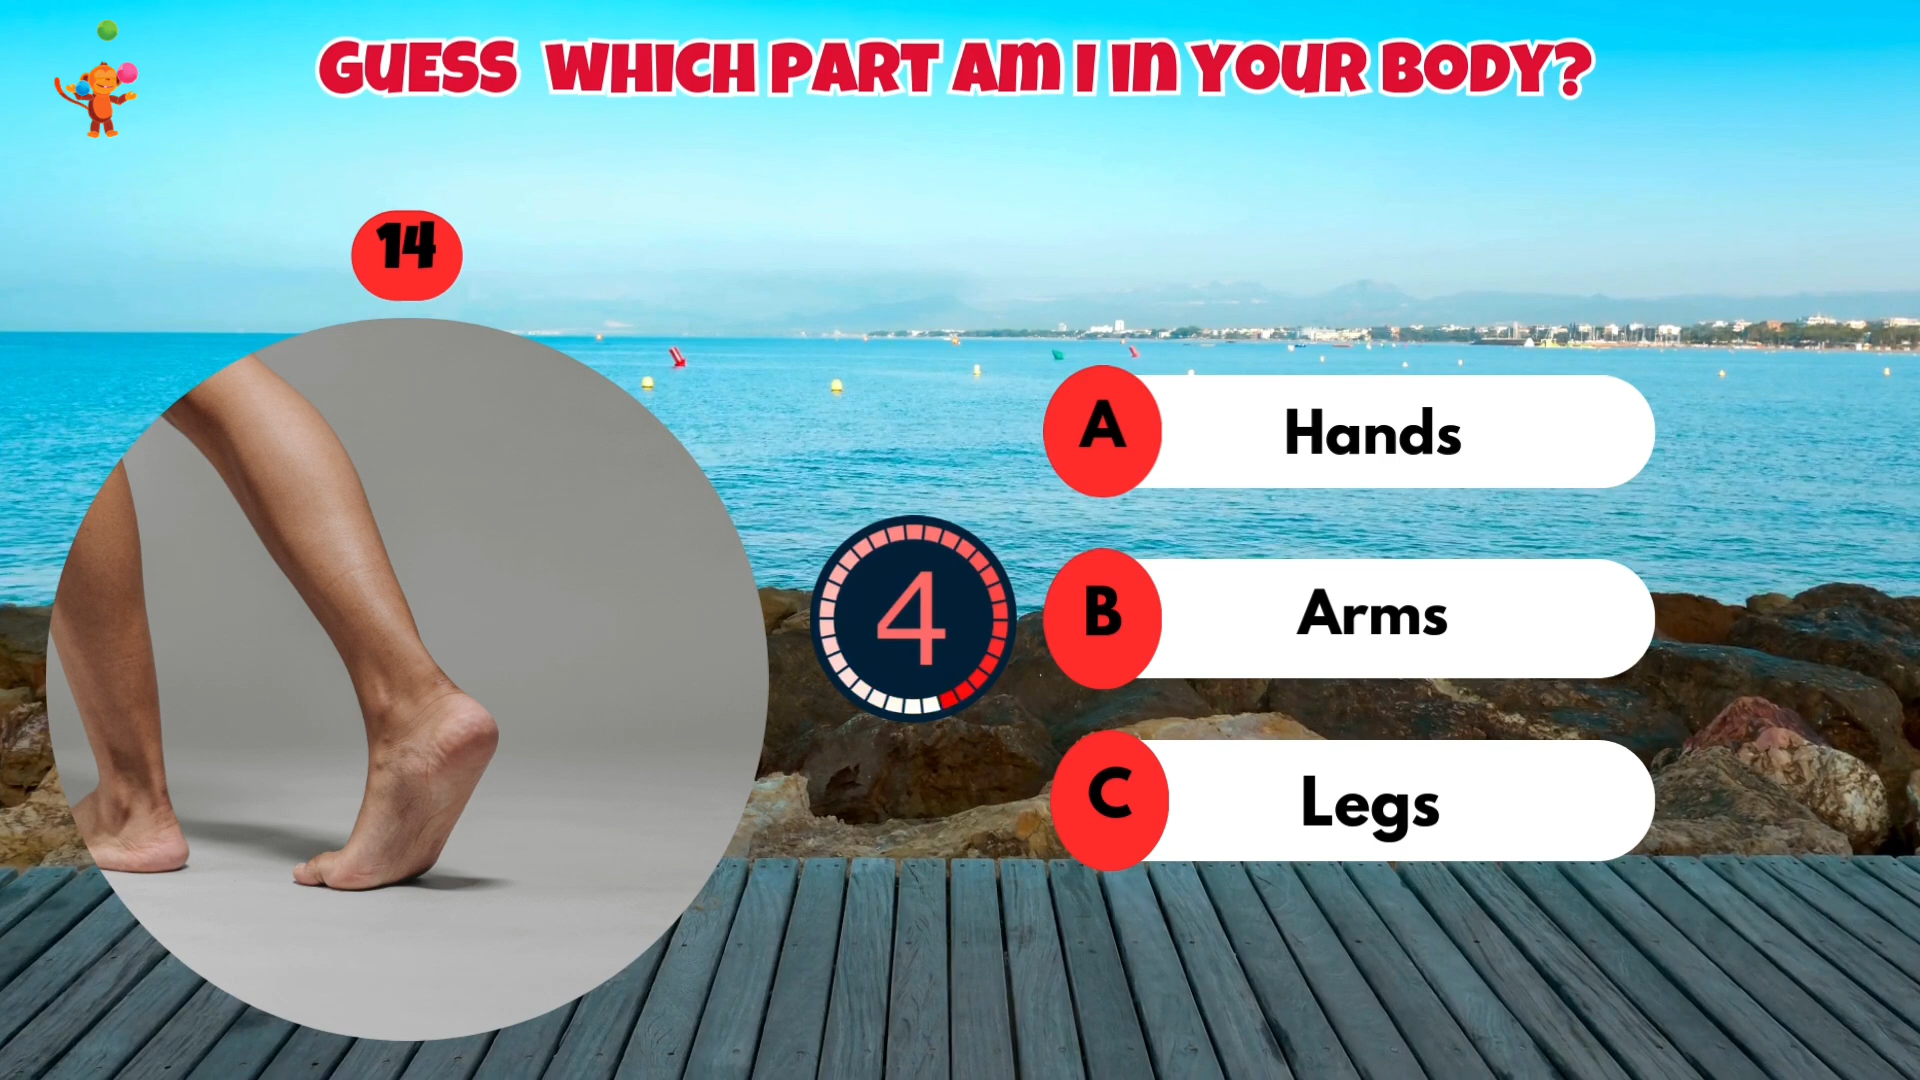 GUESS WHICH PART AM I IN YOUR BODY?
14
A Hands
4
B Arms
C Legs